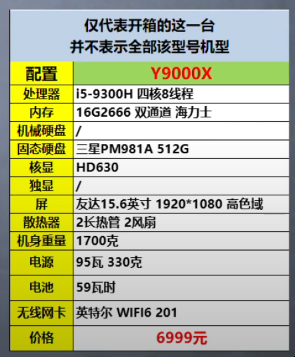 仅代表开箱的这一台
并不表示全部该型号机型
配置 Y9000X
处理器 i5-9300H 四核8线程
内存 16G2666 双通道 海力士
机械硬盘 /
固态硬盘 三星PM981A 512G
核显 HD630
独显 /
屏 友达15.6英寸 1920*1080 高色域
散热器 2长热管 2风扇
机身重量 1700克
电源 95瓦 330克
电池 59瓦时
无线网卡 英特尔 WIFI6 201
价格 6999元